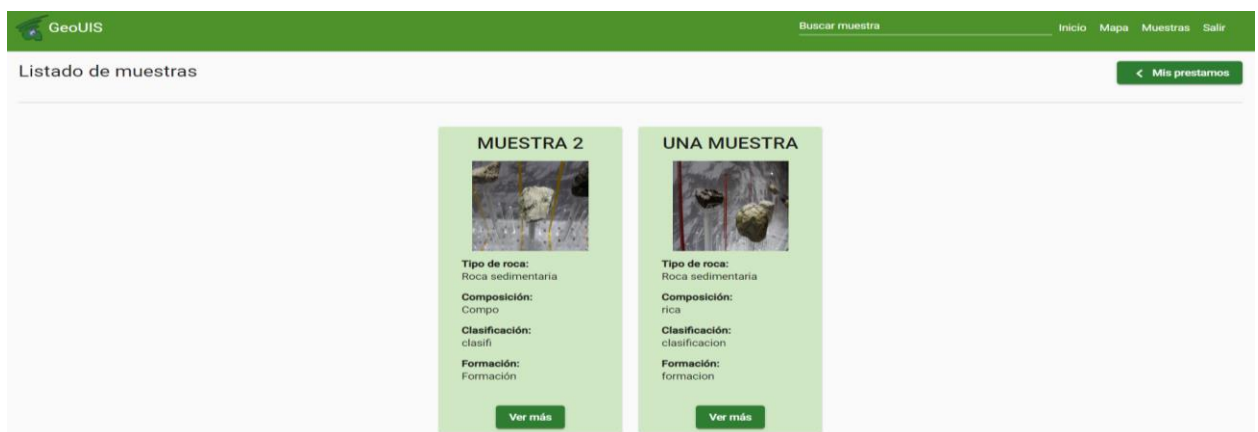 GeoUIS
Buscar muestra
Inicio Mapa Muestras Salir
Listado de muestras
Mis prestamos
MUESTRA 2
Tipo de roca:
Roca sedimentaria
Composición:
Compo
Clasificación:
clasifi
Formación:
Formación
Ver más
UNA MUESTRA
Tipo de roca:
Roca sedimentaria
Composición:
rica
Clasificación:
clasificacion
Formación:
formacion
Ver más